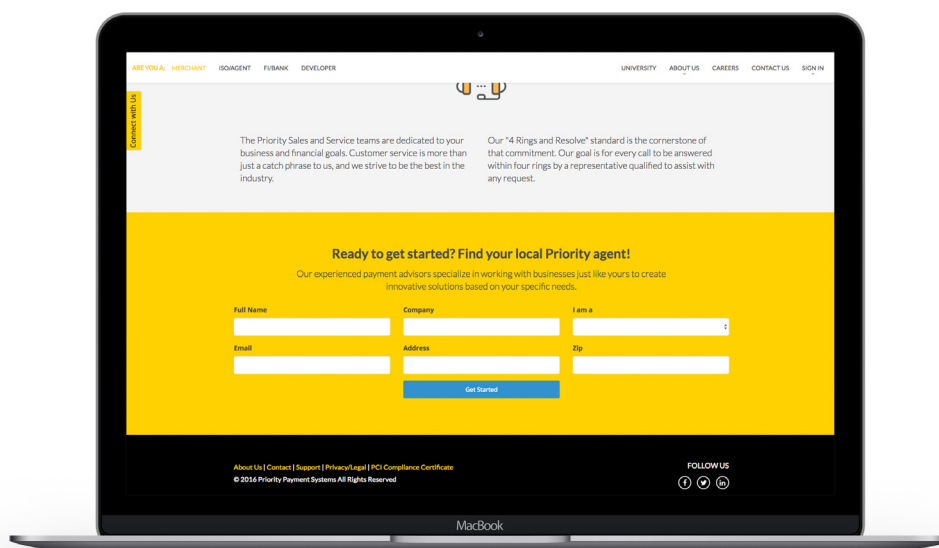 ARE YOU A: MERCHANT ISO/AGENT FI/BANK DEVELOPER UNIVERSITY ABOUT US CAREERS CONTACT US SIGN IN
Connect with Us
The Priority Sales and Service teams are dedicated to your
business and financial goals. Customer service is more than
just a catch phrase to us, and we strive to be the best in the
industry.
Our "4 Rings and Resolve" standard is the cornerstone of
that commitment. Our goal is for every call to be answered
within four rings by a representative qualified to assist with
any request.
Ready to get started? Find your local Priority agent!
Our experienced payment advisors specialize in working with businesses just like yours to create
innovative solutions based on your specific needs.
Full Name Company I am a
Email Address Zip
Get Started
About Us | Contact | Support | Privacy/Legal | PCI Compliance Certificate
© 2016 Priority Payment Systems All Rights Reserved
FOLLOW US
f in
MacBook